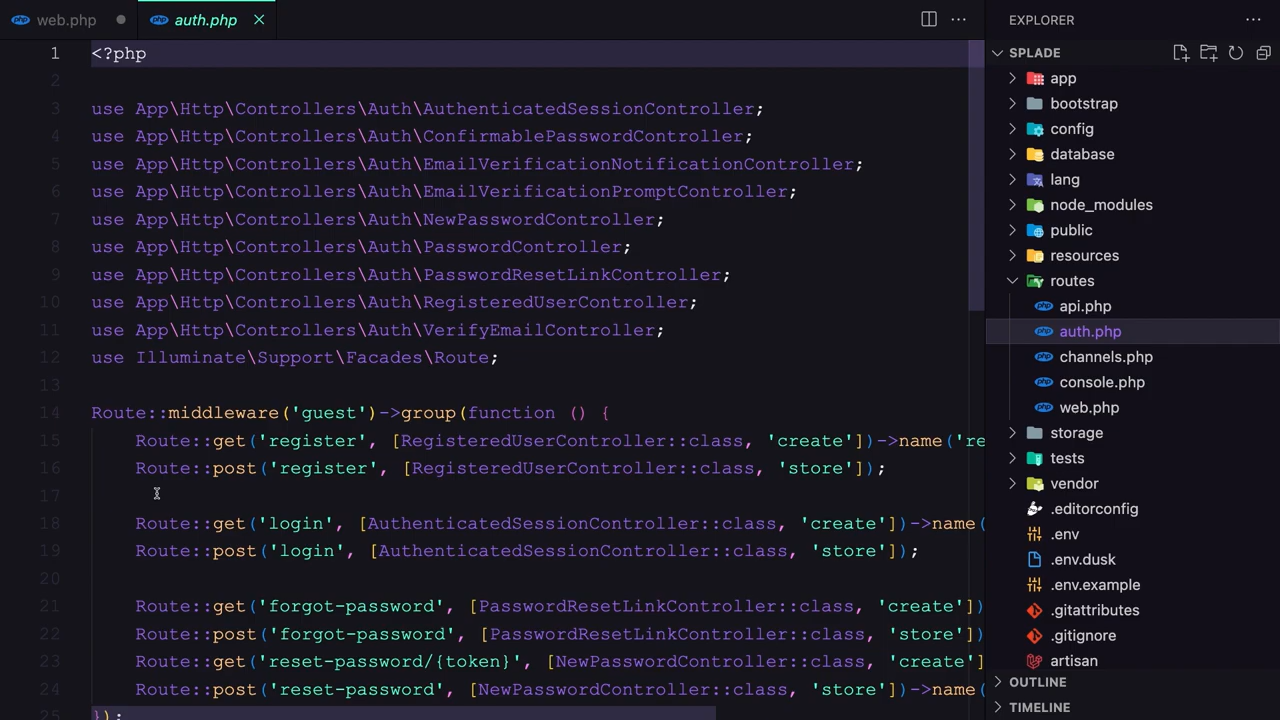 web.php
auth.php
1 <?php
2
3 use App\Http\Controllers\Auth\AuthenticatedSessionController;
4 use App\Http\Controllers\Auth\ConfirmablePasswordController;
5 use App\Http\Controllers\Auth\EmailVerificationNotificationController;
6 use App\Http\Controllers\Auth\EmailVerificationPromptController;
7 use App\Http\Controllers\Auth\NewPasswordController;
8 use App\Http\Controllers\Auth\PasswordController;
9 use App\Http\Controllers\Auth\PasswordResetLinkController;
10 use App\Http\Controllers\Auth\RegisteredUserController;
11 use App\Http\Controllers\Auth\VerifyEmailController;
12 use Illuminate\Support\Facades\Route;
13
14 Route::middleware('guest')->group(function () {
15 Route::get('register', [RegisteredUserController::class, 'create'])->name('re
16 Route::post('register', [RegisteredUserController::class, 'store']);
17
18 Route::get('login', [AuthenticatedSessionController::class, 'create'])->name(
19 Route::post('login', [AuthenticatedSessionController::class, 'store']);
20
21 Route::get('forgot-password', [PasswordResetLinkController::class, 'create'])
22 Route::post('forgot-password', [PasswordResetLinkController::class, 'store'])
23 Route::get('reset-password/{token}', [NewPasswordController::class, 'create']
24 Route::post('reset-password', [NewPasswordController::class, 'store'])->name(
25 });
EXPLORER
SPLADE
app
bootstrap
config
database
lang
node_modules
public
resources
routes
php api.php
php auth.php
php channels.php
php console.php
php web.php
storage
tests
vendor
.editorconfig
.env
.env.dusk
.env.example
.gitattributes
.gitignore
artisan
OUTLINE
TIMELINE